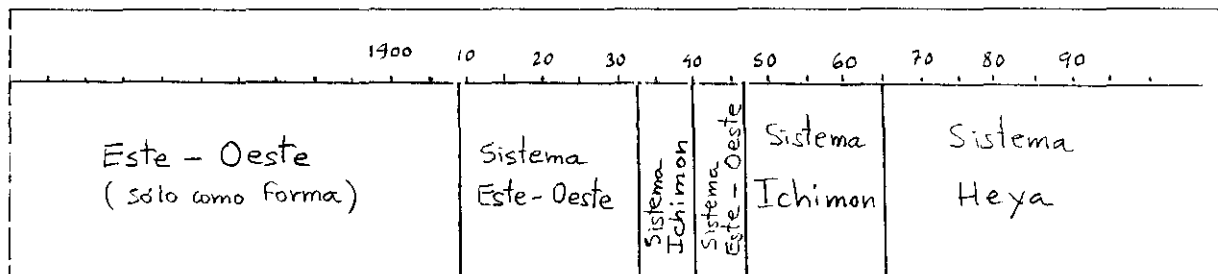 1900 10 20 30 40 50 60 70 80 90
Este - Oeste
(sólo como forma)
Sistema
Este-Oeste
Sistema
Ichimon
Sistema
Este-Oeste
Sistema
Ichimon
Sistema
Heya